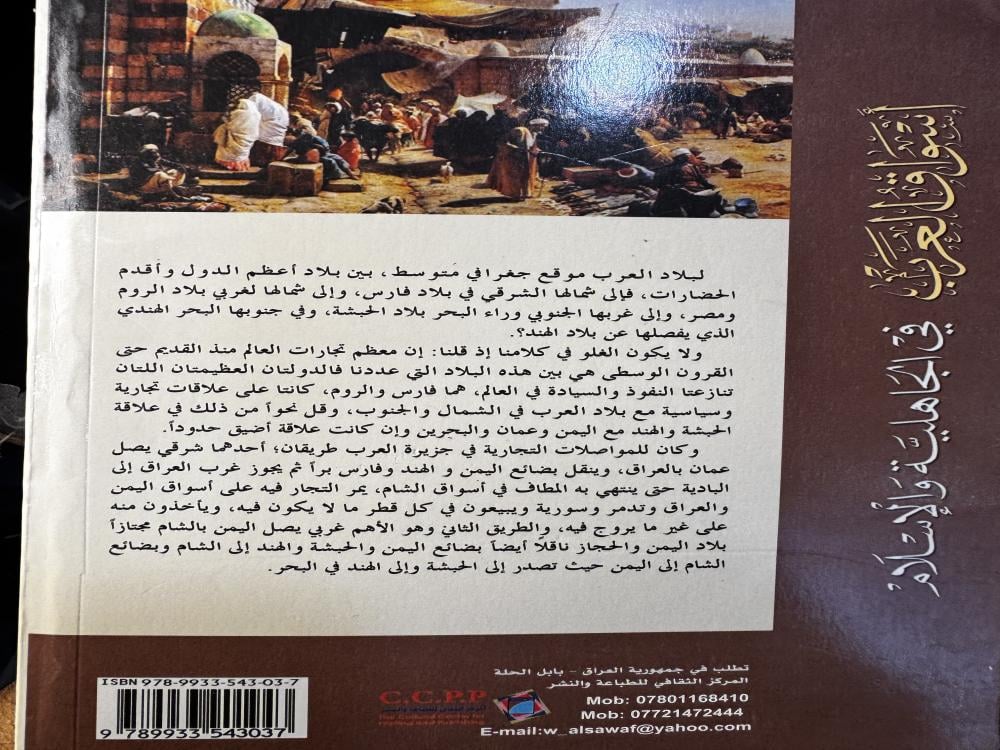 أسواق العرب
في الجاهلية والإسلام
لبلاد العرب موقع جغرافي متوسط، بين بلاد أعظم الدول وأقدم
الحضارات، فإلى شمالها الشرقي في بلاد فارس، وإلى شمالها لغربي بلاد الروم
ومصر، وإلى غربها الجنوبي وراء البحر بلاد الحبشة، وفي جنوبها البحر الهندي
الذي يفصلها عن بلاد الهند؟.
ولا يكون الغلو في كلامنا إذ قلنا: إن معظم تجارات العالم منذ القديم حتى
القرون الوسطى هي بين هذه البلاد التي عددنا فالدولتان العظيمتان اللتان
تنازعتا النفوذ والسيادة في العالم، هما فارس والروم، كانتا على علاقات تجارية
وسياسية مع بلاد العرب في الشمال والجنوب، وقل نحواً من ذلك في علاقة
الحبشة والهند مع اليمن وعمان والبحرين وإن كانت علاقة أضيق حدوداً.
وكان للمواصلات التجارية في جزيرة العرب طريقان؛ أحدهما شرقي يصل
عمان بالعراق، وينقل بضائع اليمن و الهند وفارس براً ثم يجوز غرب العراق إلى
البادية حتى ينتهي به المطاف في أسواق الشام، يمر التجار فيه على أسواق اليمن
والعراق وتدمر وسورية ويبيعون في كل قطر ما لا يكون فيه، ويأخذون منه
على غير ما يروج فيه، والطريق الثاني وهو الأهم غربي يصل اليمن بالشام مجتازاً
بلاد اليمن والحجاز ناقلاً أيضاً بضائع اليمن والحبشة والهند إلى الشام وبضائع
الشام إلى اليمن حيث تصدر إلى الحبشة وإلى الهند في البحر.
تطلب في جمهورية العراق - بابل الحلة
المركز الثقافي للطباعة والنشر
Mob: 07801168410
Mob: 07721472444
E-mail:w_alsawaf@yahoo.com
C.C.P.P
المركز الثقافي للطباعة والنشر
The Cultural Center for
Printing and Publishing
ISBN 978-9933-543-03-7
9 789933 543037